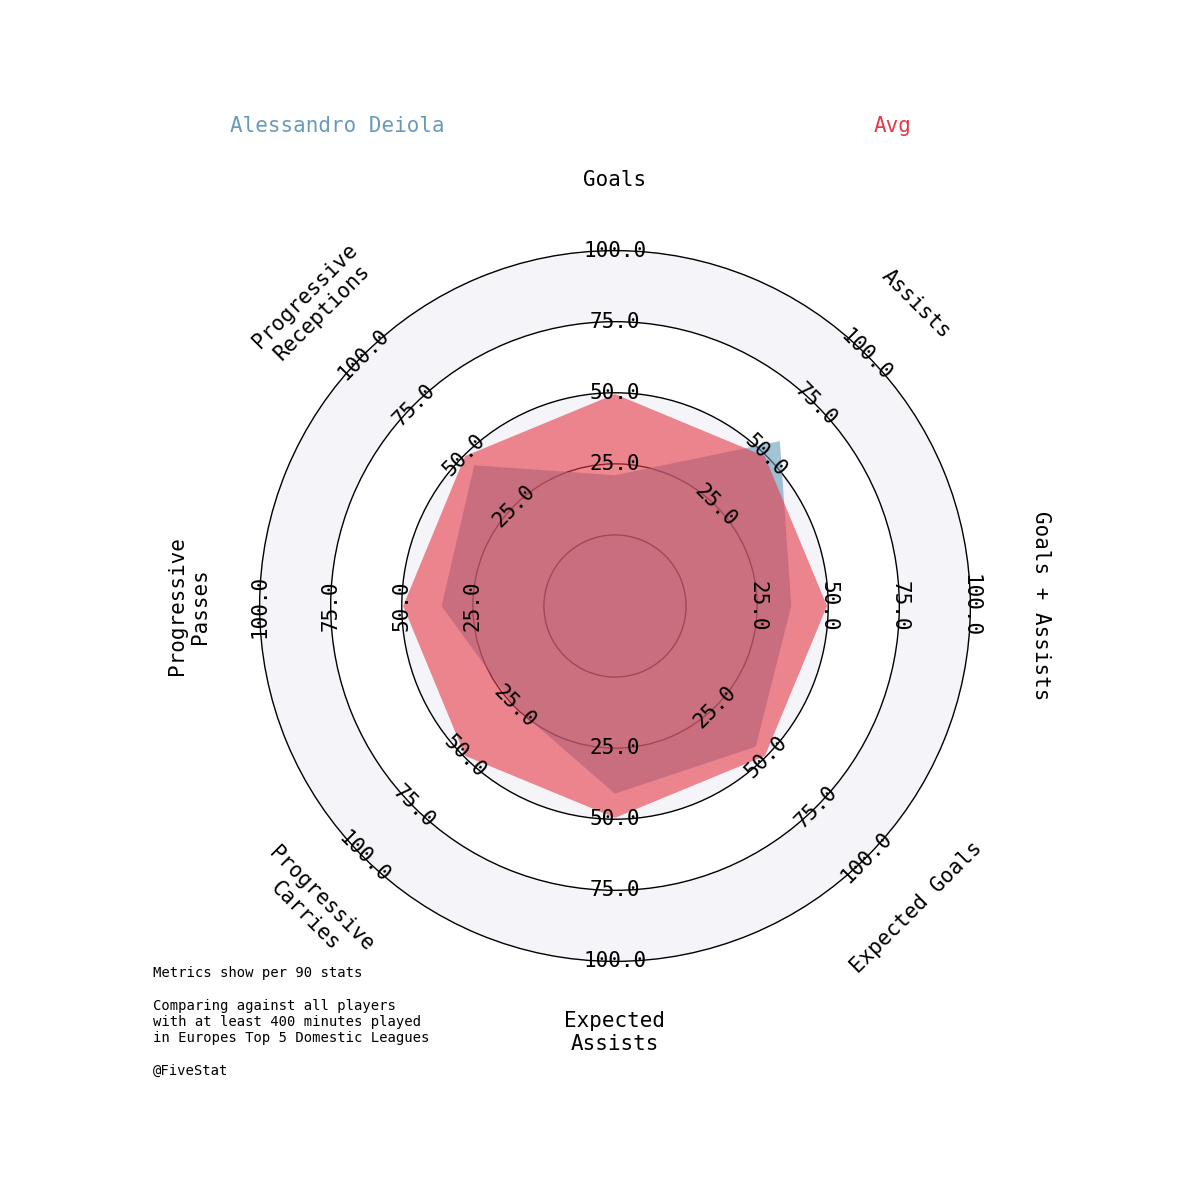 Alessandro Deiola
Avg
Goals
Assists
Goals + Assists
Expected Goals
Expected
Assists
Progressive
Carries
Progressive
Passes
Progressive
Receptions
25.0
50.0
75.0
100.0
25.0
50.0
75.0
100.0
25.0
50.0
75.0
100.0
25.0
50.0
75.0
100.0
25.0
50.0
75.0
100.0
25.0
50.0
75.0
100.0
25.0
50.0
75.0
100.0
25.0
50.0
75.0
100.0
Metrics show per 90 stats
Comparing against all players
with at least 400 minutes played
in Europes Top 5 Domestic Leagues
@FiveStat